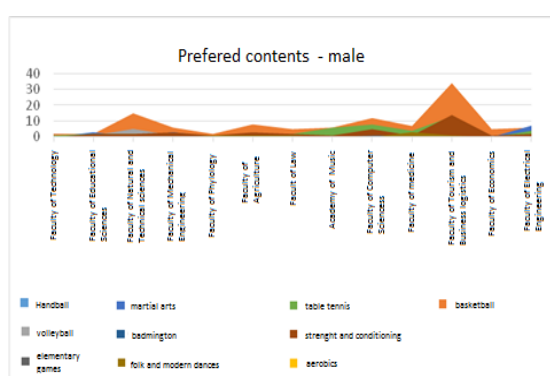 Prefered contents - male
40
30
20
10
0
Faculty of Technology
Faculty of Educational
Sciences
Faculty of Natural and
Technical sciences
Faculty of Mechanical
Engineering
Faculty of Phylology
Faculty of
Agriculture
Facult of Law
Academy of Music
Faculty of Computer
Sciencess
Faculty of medicine
Faculty of Tourism and
Business logistics
Faculty of Economics
Faculty of Electrical
Engineering
Handball
martial arts
table tennis
basketball
volleyball
badmington
strenght and conditioning
elementary
games
folk and modern dances
aerobics